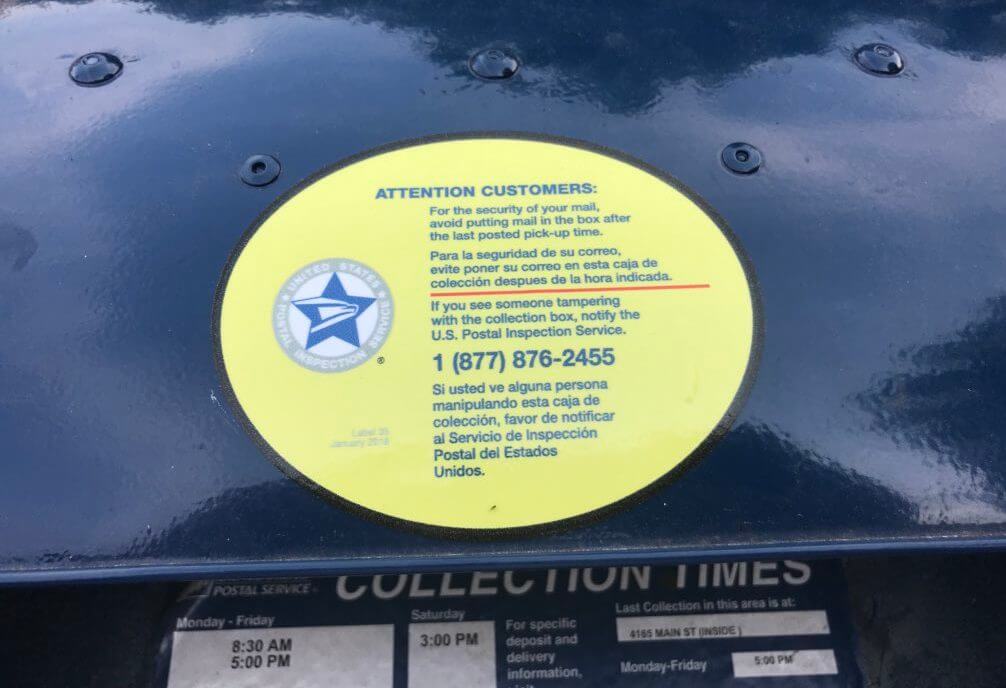 ATTENTION CUSTOMERS:
For the security of your mail,
avoid putting mail in the box after
the last posted pick-up time.
Para la seguridad de su correo,
evite poner su correo en esta caja de
colección despues de la hora indicada.
UNITED STATES
POSTAL INSPECTION SERVICE
®
If you see someone tampering
with the collection box, notify the
U.S. Postal Inspection Service.
1 (877) 876-2455
Si usted ve alguna persona
manipulando esta caja de
colección, favor de notificar
al Servicio de Inspección
Postal del Estados
Unidos.
Label 35
January 2018
POSTAL SERVICE
COLLECTION TIMES
Monday - Friday
8:30 AM
5:00 PM
Saturday
3:00 PM
For specific
deposit and
delivery
information,
Last Collection in this area is at:
4165 MAIN ST (INSIDE)
Monday-Friday
5:00 PM